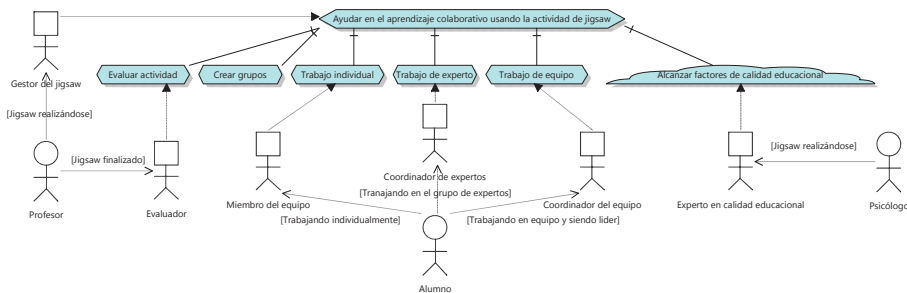 Ayudar en el aprendizaje colaborativo usando la actividad de jigsaw
Evaluar actividad
Crear grupos
Trabajo individual
Trabajo de experto
Trabajo de equipo
Alcanzar factores de calidad educacional
Gestor del jigsaw
[Jigsaw realizándose]
[Jigsaw finalizado]
[Jigsaw realizándose]
Coordinador de expertos
[Tranajando en el grupo de expertos]
Miembro del equipo
Coordinador del equipo
Experto en calidad educacional
Psicólogo
Profesor
Evaluador
[Trabajando individualmente]
[Trabajando en equipo y siendo lider]
Alumno